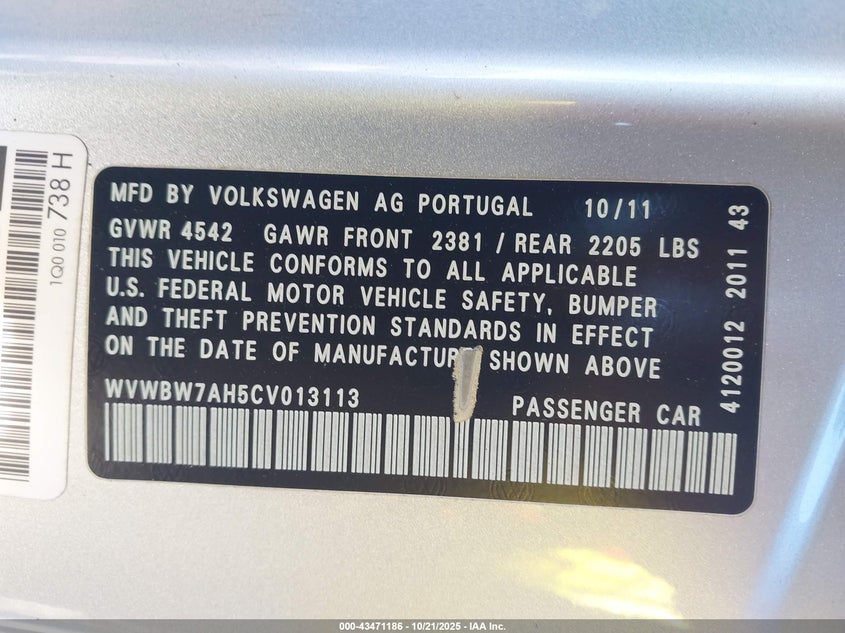 1Q0 010 738 H
MFD BY VOLKSWAGEN AG PORTUGAL 10/11
GVWR 4542 GAWR FRONT 2381 / REAR 2205 LBS
THIS VEHICLE CONFORMS TO ALL APPLICABLE
U.S. FEDERAL MOTOR VEHICLE SAFETY, BUMPER
AND THEFT PREVENTION STANDARDS IN EFFECT
ON THE DATE OF MANUFACTURE SHOWN ABOVE
WVWBW7AH5CV013113
PASSENGER CAR
4120012 2011 43
000-43471186 - 10/21/2025 - IAA Inc.